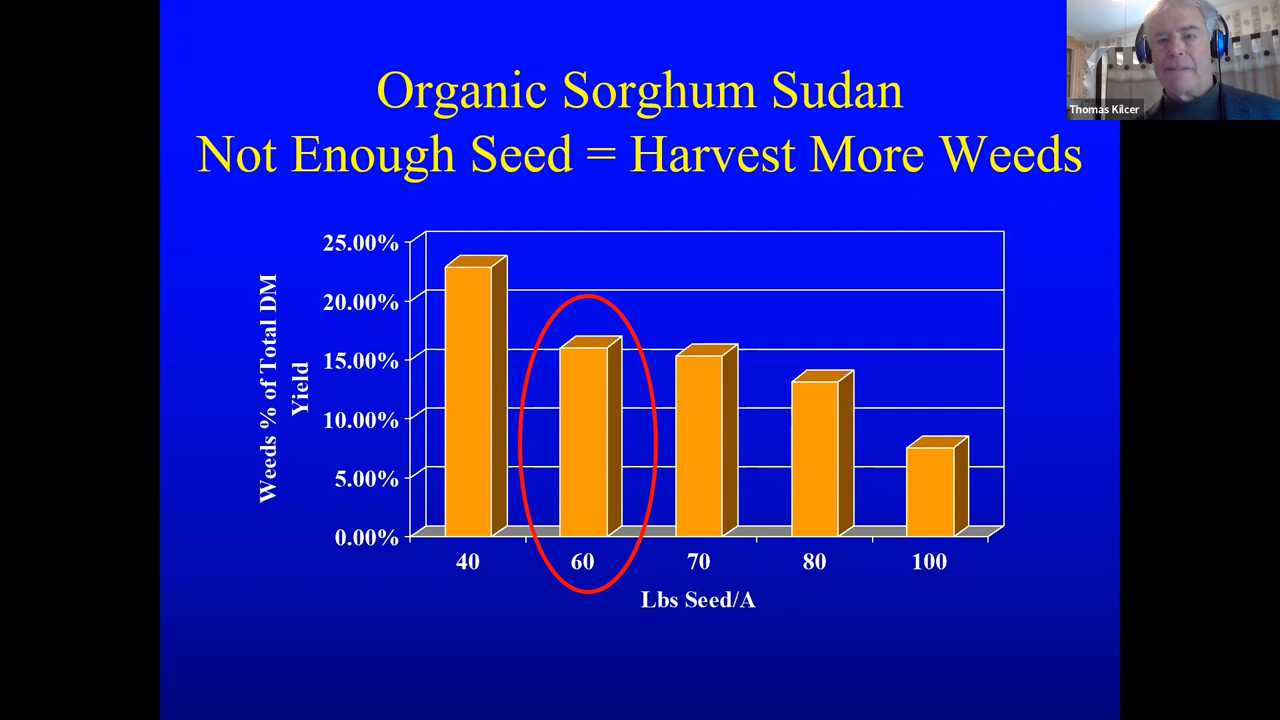 Organic Sorghum Sudan
Not Enough Seed = Harvest More Weeds
Thomas Kilcer
Weeds % of Total DM
Yield
25.00%
20.00%
15.00%
10.00%
5.00%
0.00%
40 60 70 80 100
Lbs Seed/A